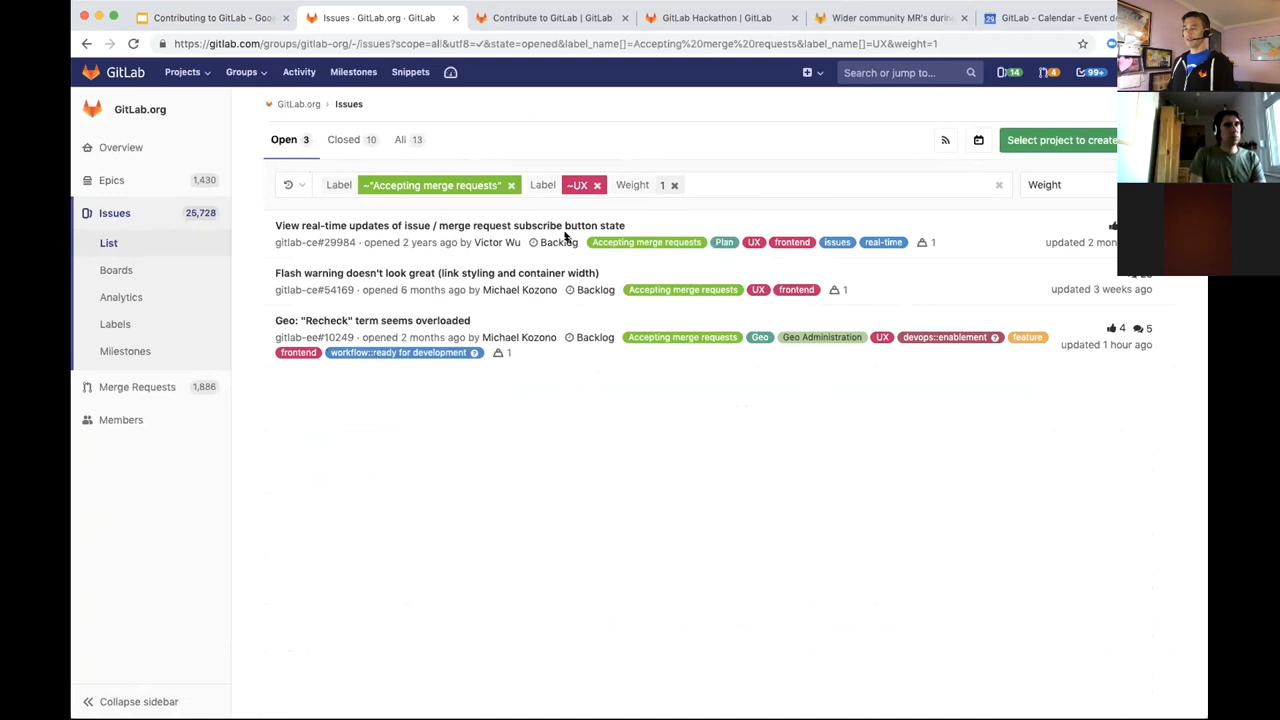 Contributing to GitLab - Goo
Issues · GitLab.org · GitLab
Contribute to GitLab | GitLab
GitLab Hackathon | GitLab
Wider community MR's durin
GitLab - Calendar - Event de
https://gitlab.com/groups/gitlab-org/-/issues?scope=all&utf8=✓&state=opened&label_name[]=Accepting%20merge%20requests&label_name[]=UX&weight=1
GitLab Projects Groups Activity Milestones Snippets Search or jump to... 14 4 99+
GitLab.org
Overview
Epics 1,430
Issues 25,728
List
Boards
Analytics
Labels
Milestones
Merge Requests 1,886
Members
Collapse sidebar
GitLab.org › Issues
Open 3 Closed 10 All 13
Select project to create
Label ~"Accepting merge requests" Label ~UX Weight 1
Weight
View real-time updates of issue / merge request subscribe button state
gitlab-ce#29984 · opened 2 years ago by Victor Wu Backlog Accepting merge requests Plan UX frontend issues real-time 1
updated 2 mon
Flash warning doesn't look great (link styling and container width)
gitlab-ce#54169 · opened 6 months ago by Michael Kozono Backlog Accepting merge requests UX frontend 1
updated 3 weeks ago
Geo: "Recheck" term seems overloaded
4 5
gitlab-ee#10249 · opened 2 months ago by Michael Kozono Backlog Accepting merge requests Geo Geo Administration UX devops::enablement feature
updated 1 hour ago
frontend workflow::ready for development 1